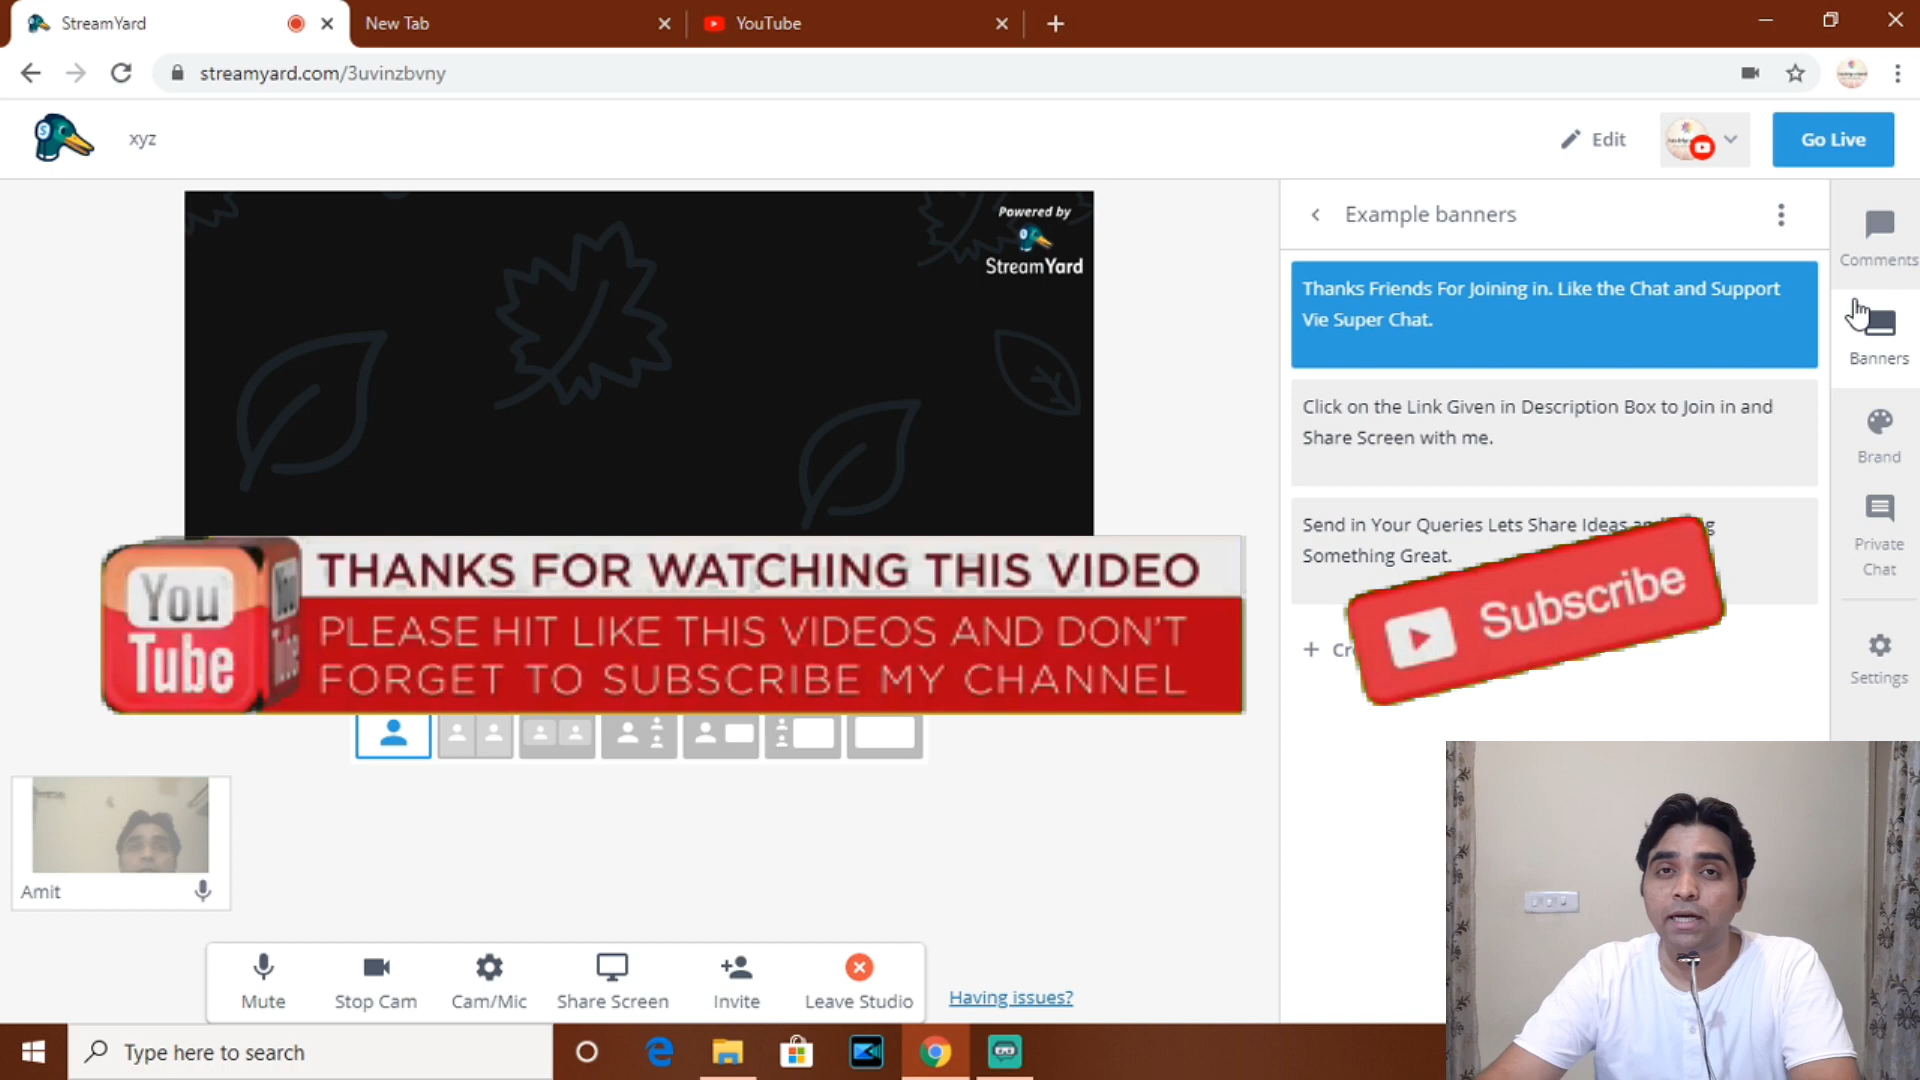 StreamYard
New Tab
YouTube
streamyard.com/3uvinzbvny
xyz
Edit
Go Live
Powered by
StreamYard
Example banners
Thanks Friends For Joining in. Like the Chat and Support
Vie Super Chat.
Click on the Link Given in Description Box to Join in and
Share Screen with me.
Send in Your Queries Lets Share Ideas
Something Great.
Comments
Banners
Brand
Private
Chat
Settings
You
Tube
THANKS FOR WATCHING THIS VIDEO
PLEASE HIT LIKE THIS VIDEOS AND DON'T
FORGET TO SUBSCRIBE MY CHANNEL
Subscribe
Amit
Mute
Stop Cam
Cam/Mic
Share Screen
Invite
Leave Studio
Having issues?
Type here to search